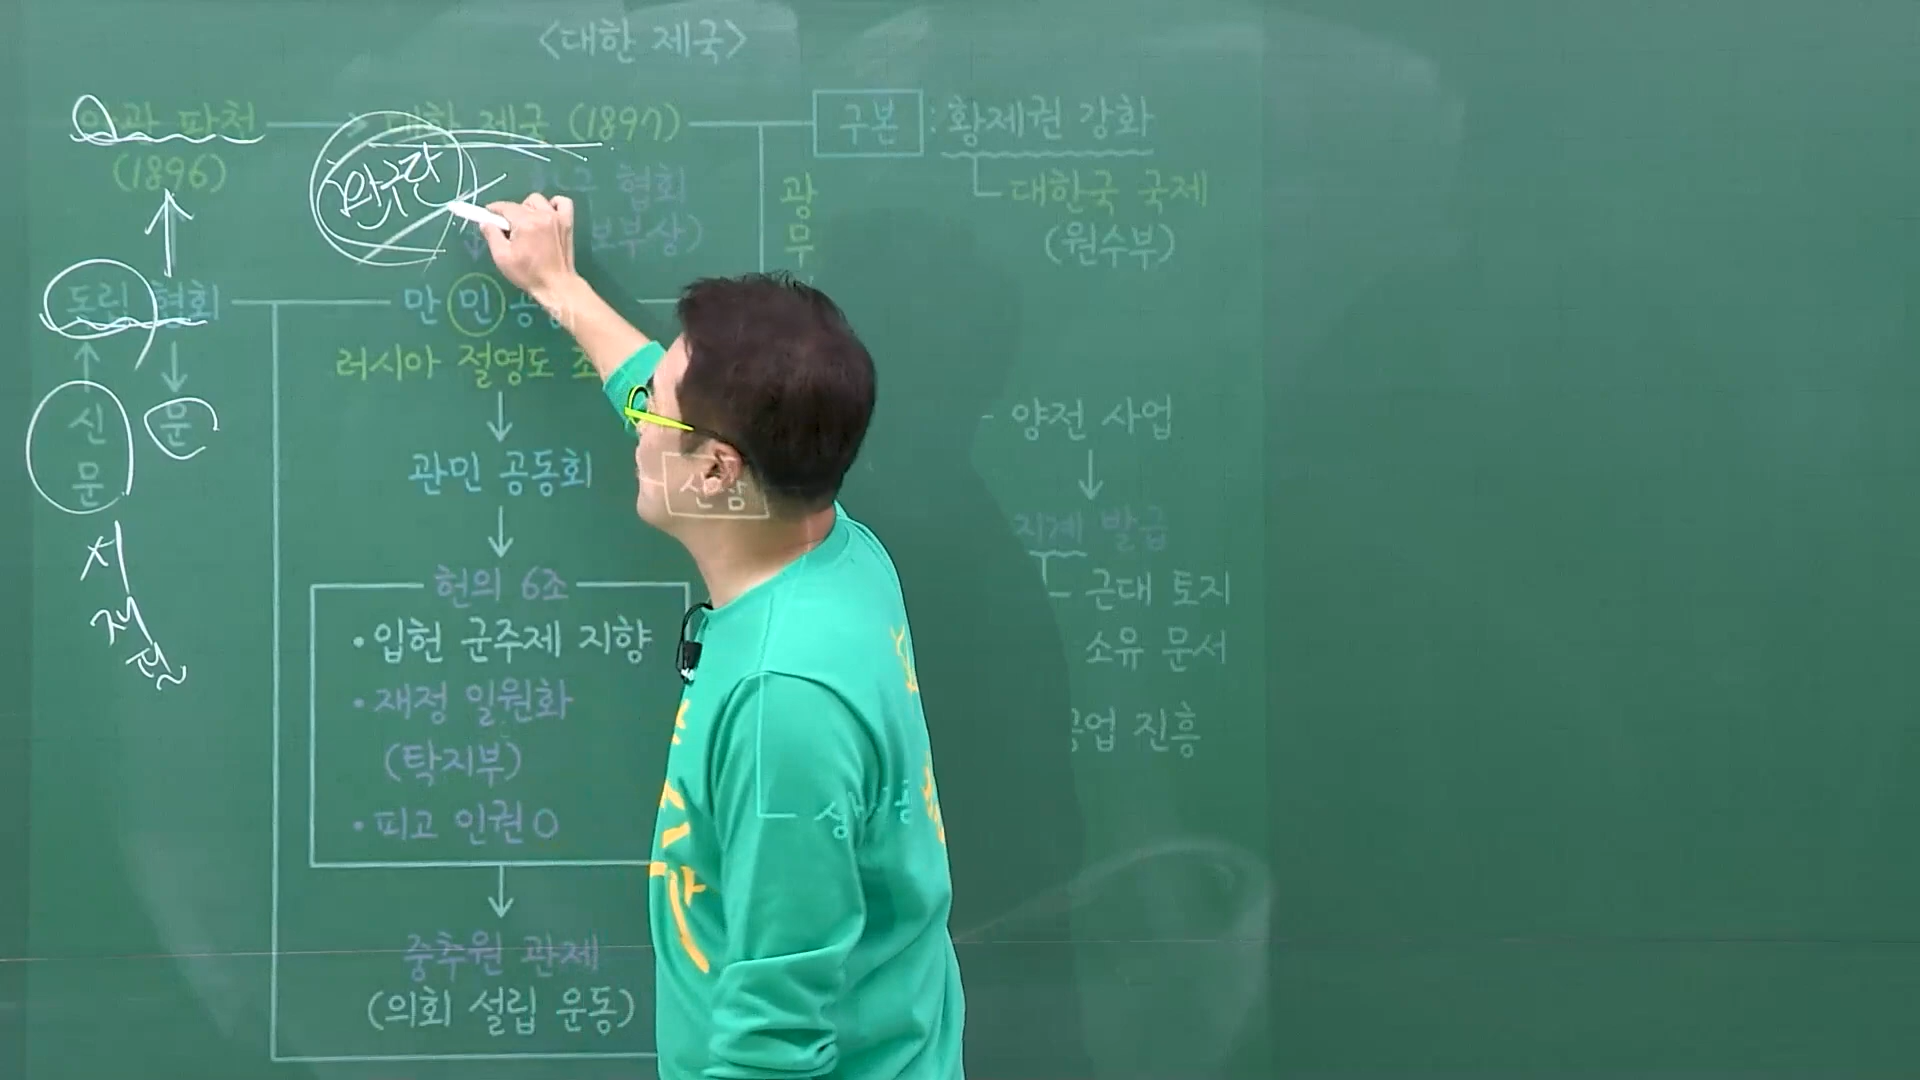 <대한 제국>
아관 파천
대한 제국 (1897)
구본 : 황제권 강화
(1896)
환구단
협회
보부상)
광무
대한국 국제
(원수부)
독립 협회
만 민 공
러시아 절영도
신문
문
서재필
관민 공동회
양전 사업
지계 발급
근대 토지
소유 문서
헌의 6조
•입헌 군주제 지향
•재정 일원화
(탁지부)
•피고 인권O
공업 진흥
중추원 관제
(의회 설립 운동)